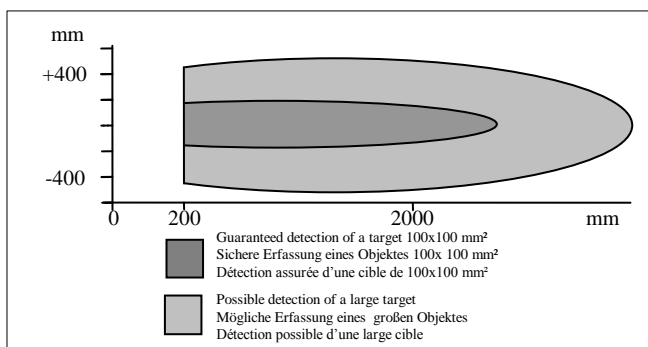 mm
+400
-400
0 200 2000 mm
Guaranteed detection of a target 100x100 mm²
Sichere Erfassung eines Objektes 100x 100 mm²
Détection assurée d’une cible de 100x100 mm²
Possible detection of a large target
Mögliche Erfassung eines großen Objektes
Détection possible d’une large cible